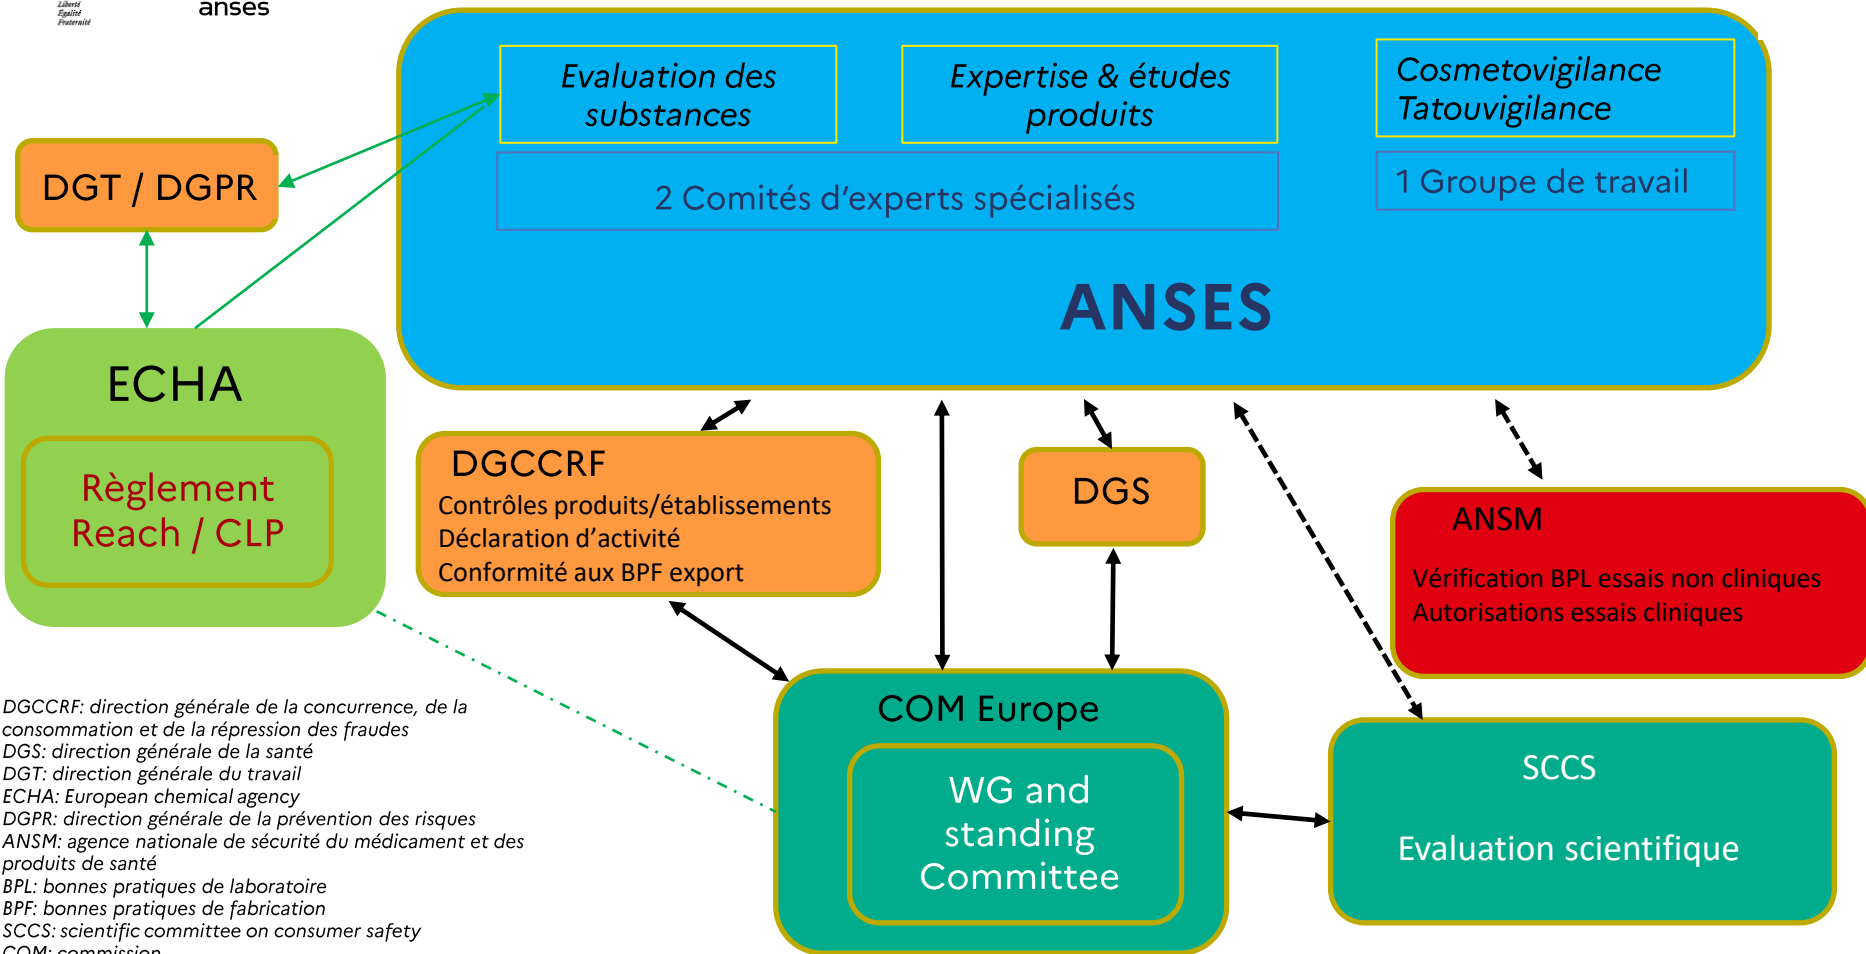 Liberté
Égalité
Fraternité
anses
Evaluation des
substances
Expertise & études
produits
Cosmetovigilance
Tatouvigilance
2 Comités d’experts spécialisés
1 Groupe de travail
ANSES
DGT / DGPR
ECHA
Règlement
Reach / CLP
DGCCRF
Contrôles produits/établissements
Déclaration d’activité
Conformité aux BPF export
DGS
ANSM
Vérification BPL essais non cliniques
Autorisations essais cliniques
COM Europe
WG and
standing
Committee
SCCS
Evaluation scientifique
DGCCRF: direction générale de la concurrence, de la
consommation et de la répression des fraudes
DGS: direction générale de la santé
DGT: direction générale du travail
ECHA: European chemical agency
DGPR: direction générale de la prévention des risques
ANSM: agence nationale de sécurité du médicament et des
produits de santé
BPL: bonnes pratiques de laboratoire
BPF: bonnes pratiques de fabrication
SCCS: scientific committee on consumer safety
COM: commission